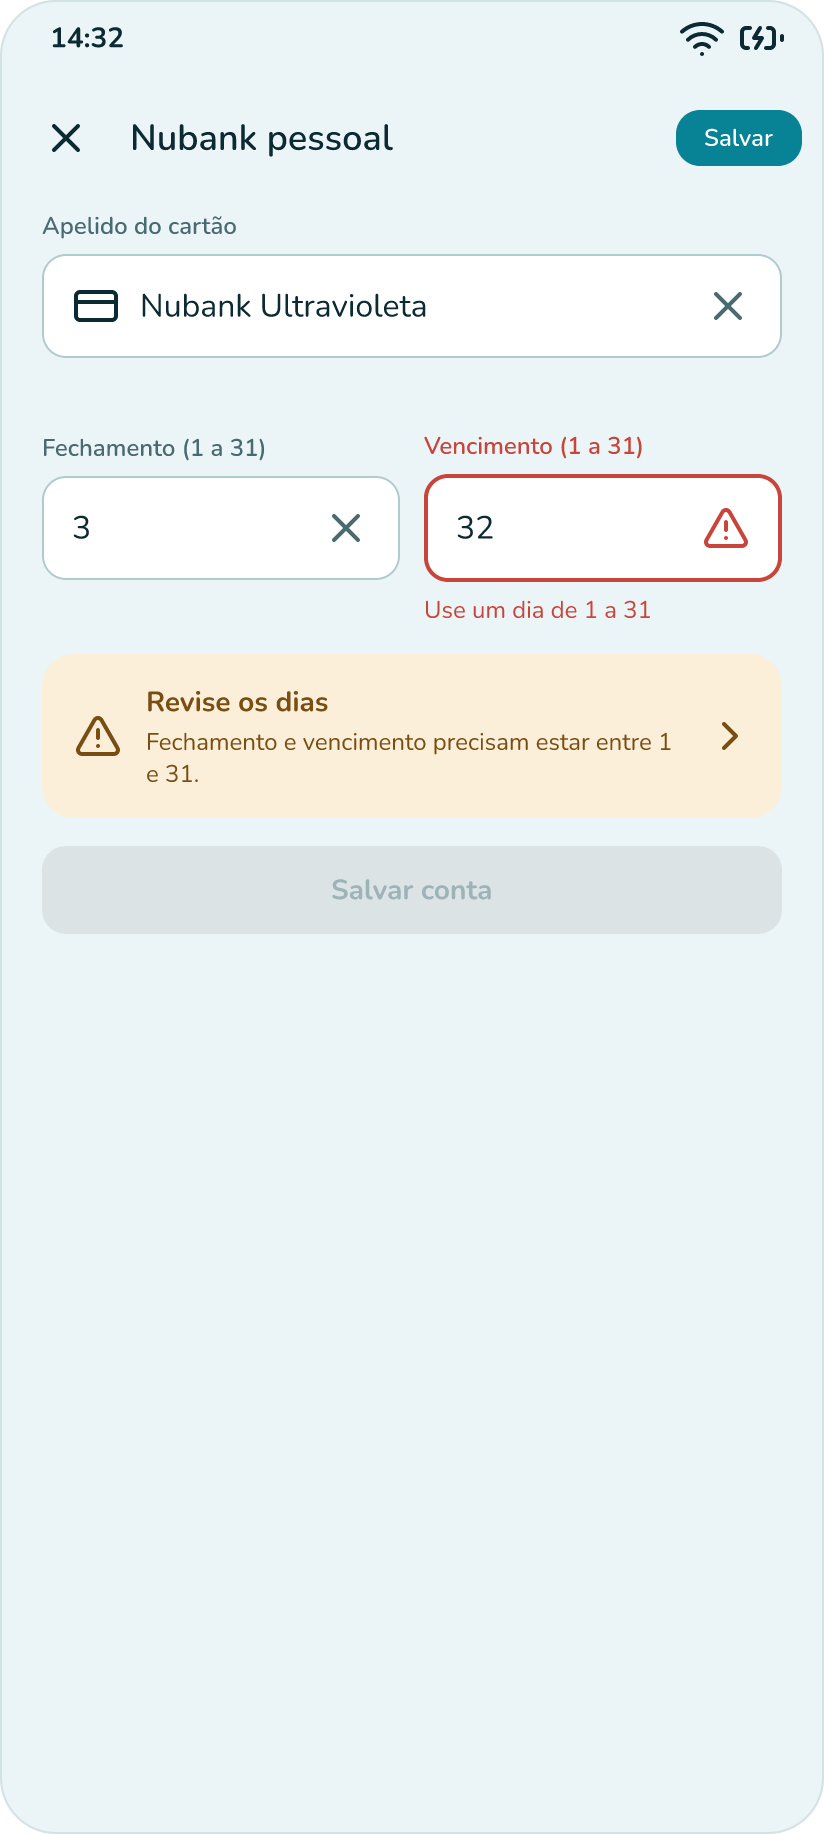 14:32
Nubank pessoal
Salvar
Apelido do cartão
Nubank Ultravioleta
Fechamento (1 a 31)
Vencimento (1 a 31)
3
32
Use um dia de 1 a 31
Revise os dias
Fechamento e vencimento precisam estar entre 1
e 31.
Salvar conta